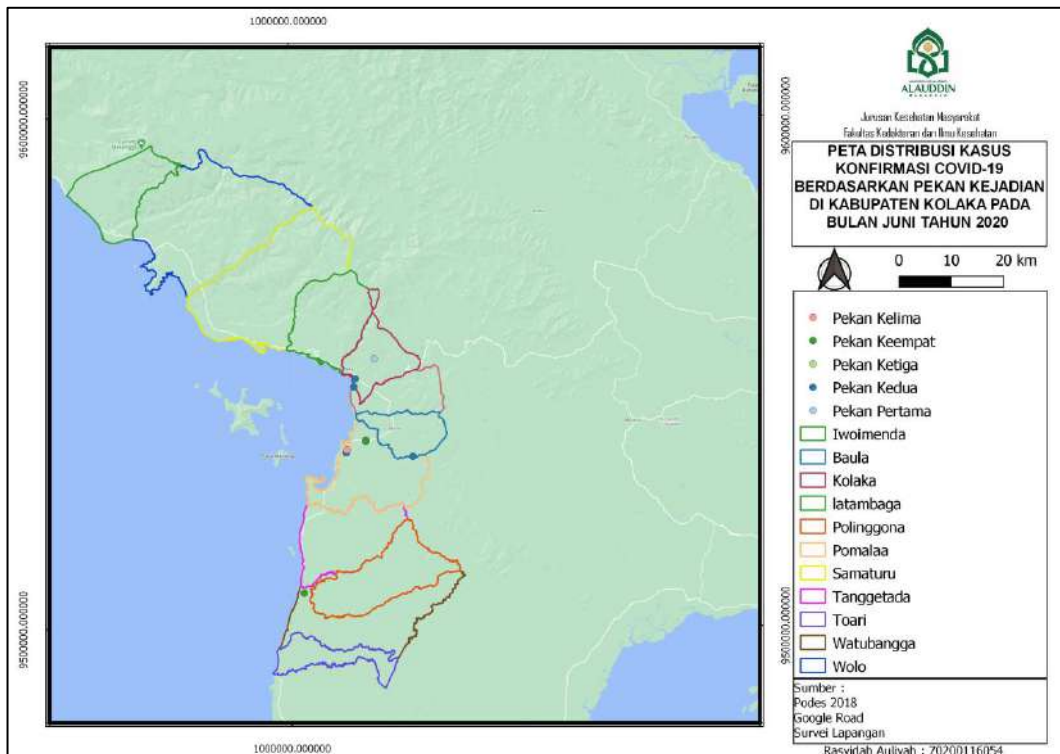 1000000.000000
9600000.000000
9600000.000000
ALAUDDIN
Jurusan Kesehatan Masyarakat
Fakultas Kedokteran dan Ilmu Kesehatan
PETA DISTRIBUSI KASUS
KONFIRMASI COVID-19
BERDASARKAN PEKAN KEJADIAN
DI KABUPATEN KOLAKA PADA
BULAN JUNI TAHUN 2020
0 10 20 km
Pekan Kelima
Pekan Keempat
Pekan Ketiga
Pekan Kedua
Pekan Pertama
Iwoimenda
Baula
Kolaka
latambaga
Polinggona
Pomalaa
Samaturu
Tanggetada
Toari
Watubangga
Wolo
9500000.000000
9500000.000000
Sumber :
Podes 2018
Google Road
Survei Lapangan
Rasyidah Auliyah : 70200116054
1000000.000000